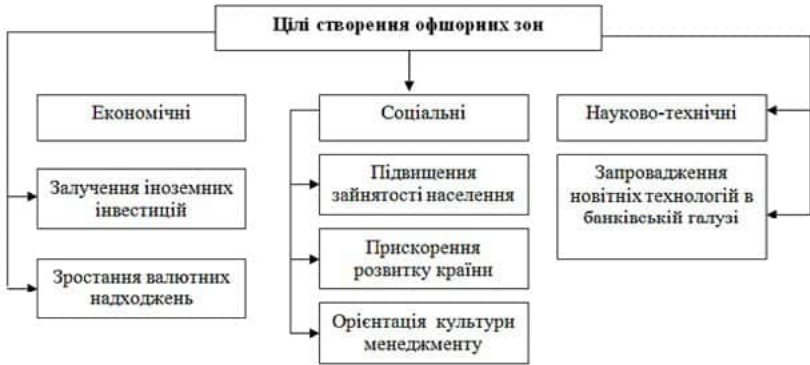 Цілі створення офшорних зон
Економічні
Залучення іноземних
інвестицій
Зростання валютних
надходжень
Соціальні
Підвищення
зайнятості населення
Прискорення
розвитку країни
Орієнтація культури
менеджменту
Науково-технічні
Запровадження
новітніх технологій в
банківській галузі